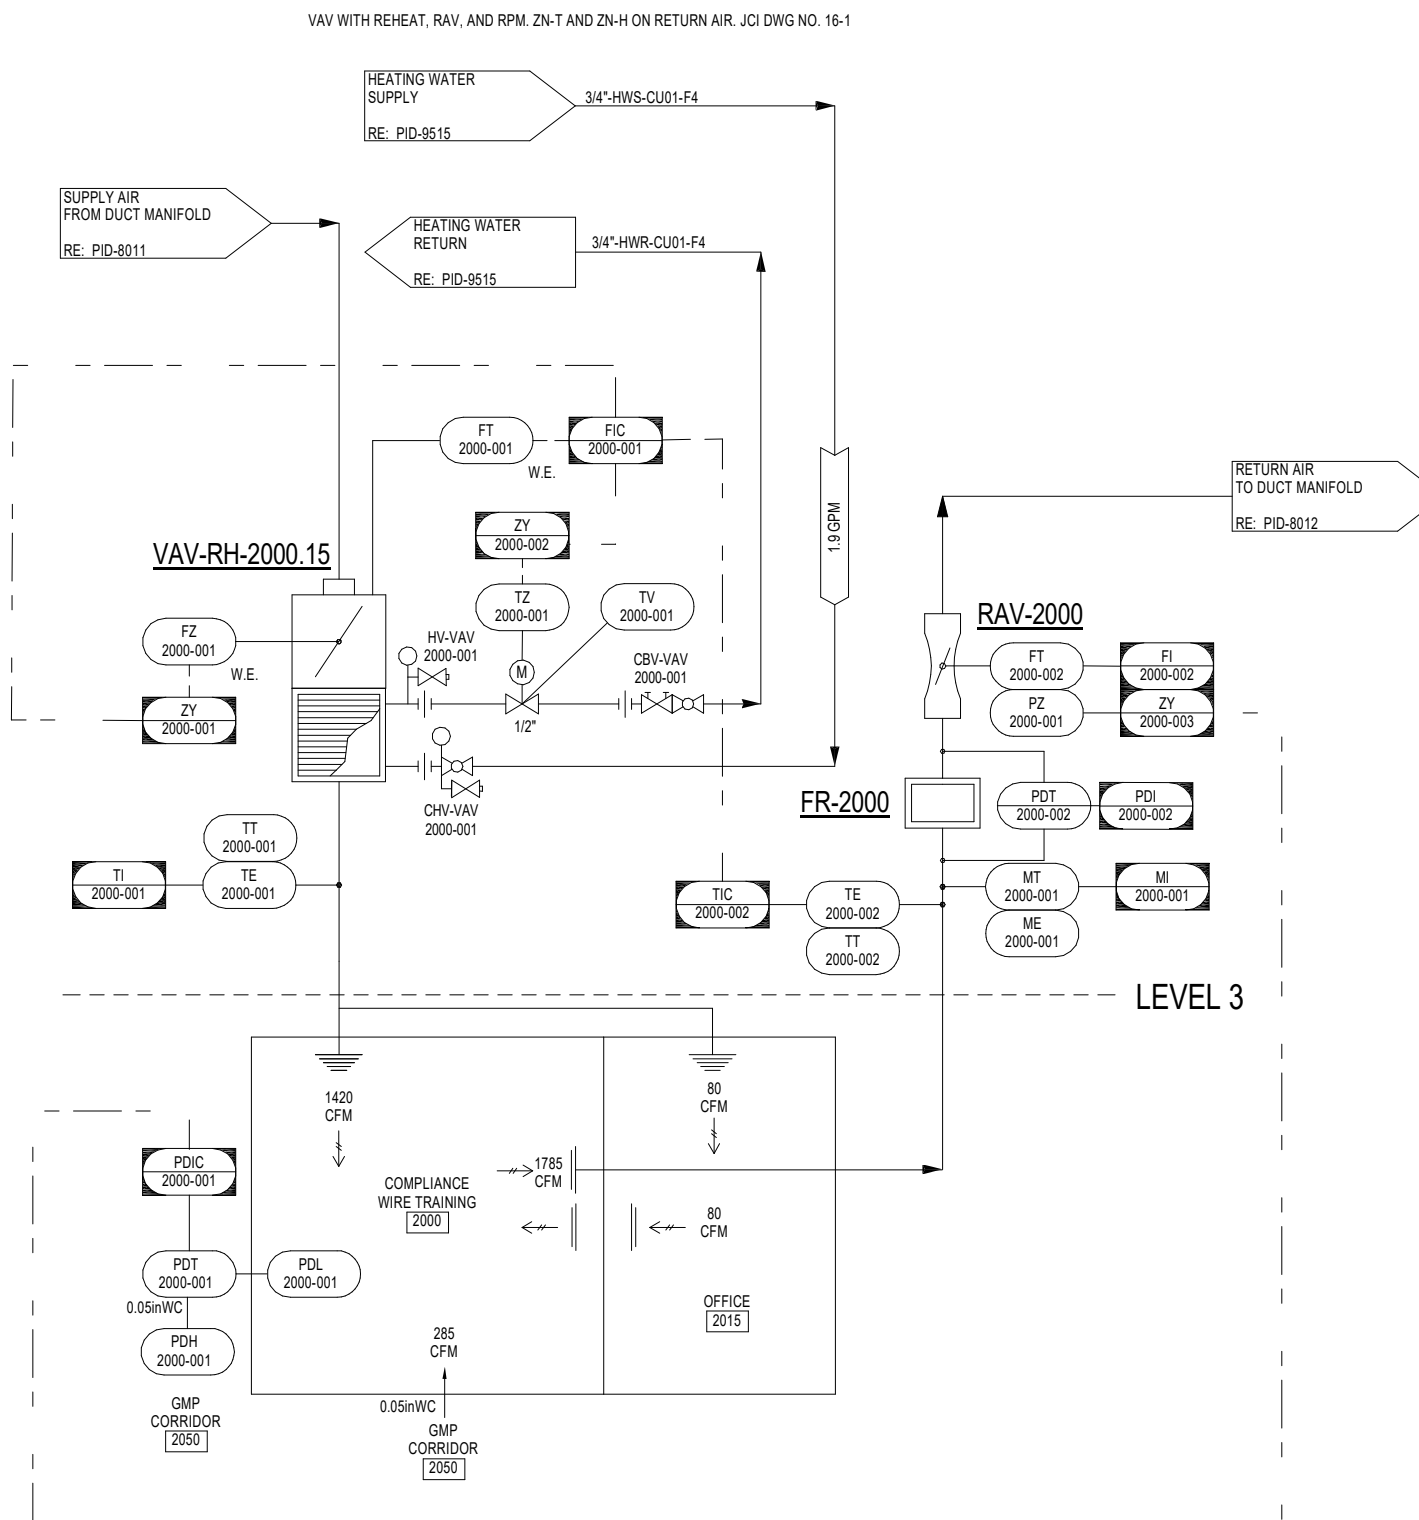 VAV WITH REHEAT, RAV, AND RPM. ZN-T AND ZN-H ON RETURN AIR. JCI DWG NO. 16-1
HEATING WATER
SUPPLY
RE: PID-9515
3/4"-HWS-CU01-F4
SUPPLY AIR
FROM DUCT MANIFOLD
RE: PID-8011
HEATING WATER
RETURN
RE: PID-9515
3/4"-HWR-CU01-F4
FT
2000-001
W.E.
FIC
2000-001
RETURN AIR
TO DUCT MANIFOLD
RE: PID-8012
1.9 GPM
ZY
2000-002
VAV-RH-2000.15
TZ
2000-001
TV
2000-001
RAV-2000
FZ
2000-001
W.E.
HV-VAV
2000-001
M
CBV-VAV
2000-001
FT
2000-002
FI
2000-002
ZY
2000-001
1/2"
PZ
2000-001
ZY
2000-003
CHV-VAV
2000-001
FR-2000
PDT
2000-002
PDI
2000-002
TT
2000-001
TI
2000-001
TE
2000-001
TIC
2000-002
TE
2000-002
TT
2000-002
MT
2000-001
MI
2000-001
ME
2000-001
LEVEL 3
1420
CFM
80
CFM
PDIC
2000-001
COMPLIANCE
WIRE TRAINING
2000
1785
CFM
80
CFM
PDT
2000-001
PDL
2000-001
0.05inWC
PDH
2000-001
OFFICE
2015
285
CFM
0.05inWC
GMP
CORRIDOR
2050
GMP
CORRIDOR
2050